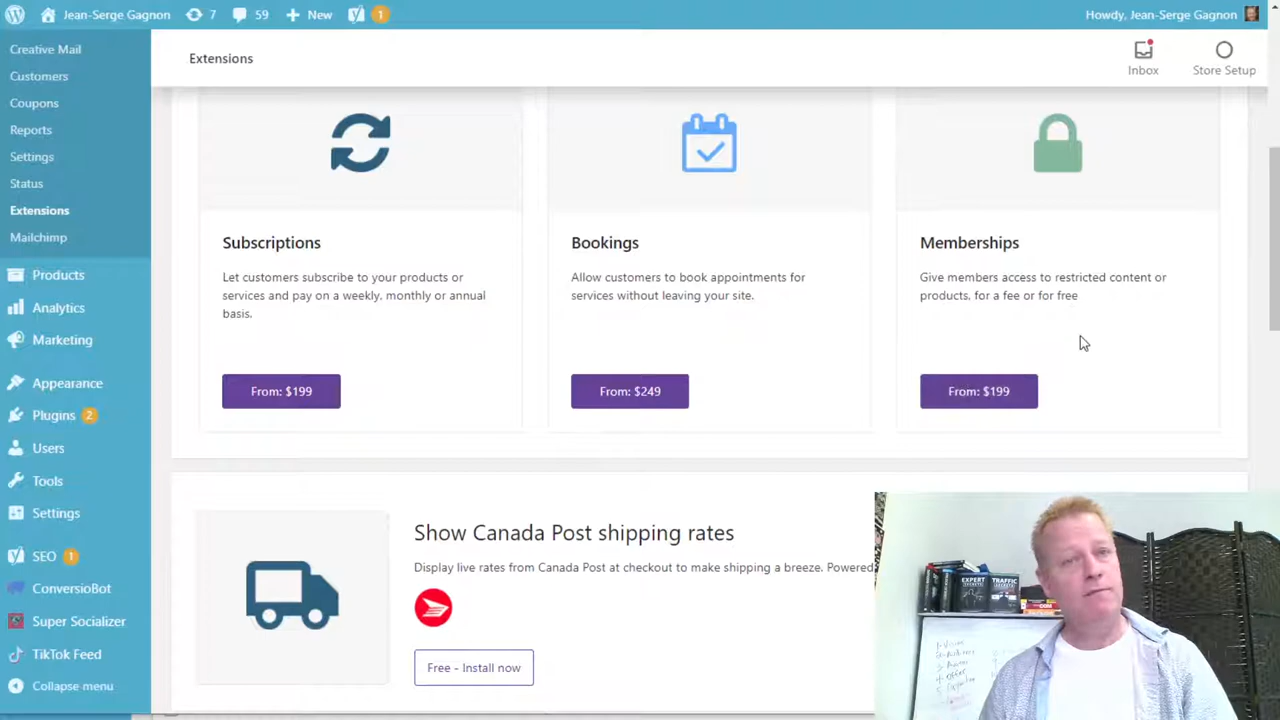 Jean-Serge Gagnon 7 59 New 1 Howdy, Jean-Serge Gagnon
Creative Mail
Customers
Coupons
Reports
Settings
Status
Extensions
Mailchimp
Products
Analytics
Marketing
Appearance
Plugins 2
Users
Tools
Settings
SEO 1
ConversioBot
Super Socializer
TikTok Feed
Collapse menu
Extensions
Inbox
Store Setup
Subscriptions
Let customers subscribe to your products or
services and pay on a weekly, monthly or annual
basis.
From: $199
Bookings
Allow customers to book appointments for
services without leaving your site.
From: $249
Memberships
Give members access to restricted content or
products, for a fee or for free
From: $199
Show Canada Post shipping rates
Display live rates from Canada Post at checkout to make shipping a breeze. Powered
Free - Install now
EXPERT
SECRETS
TRAFFIC
SECRETS